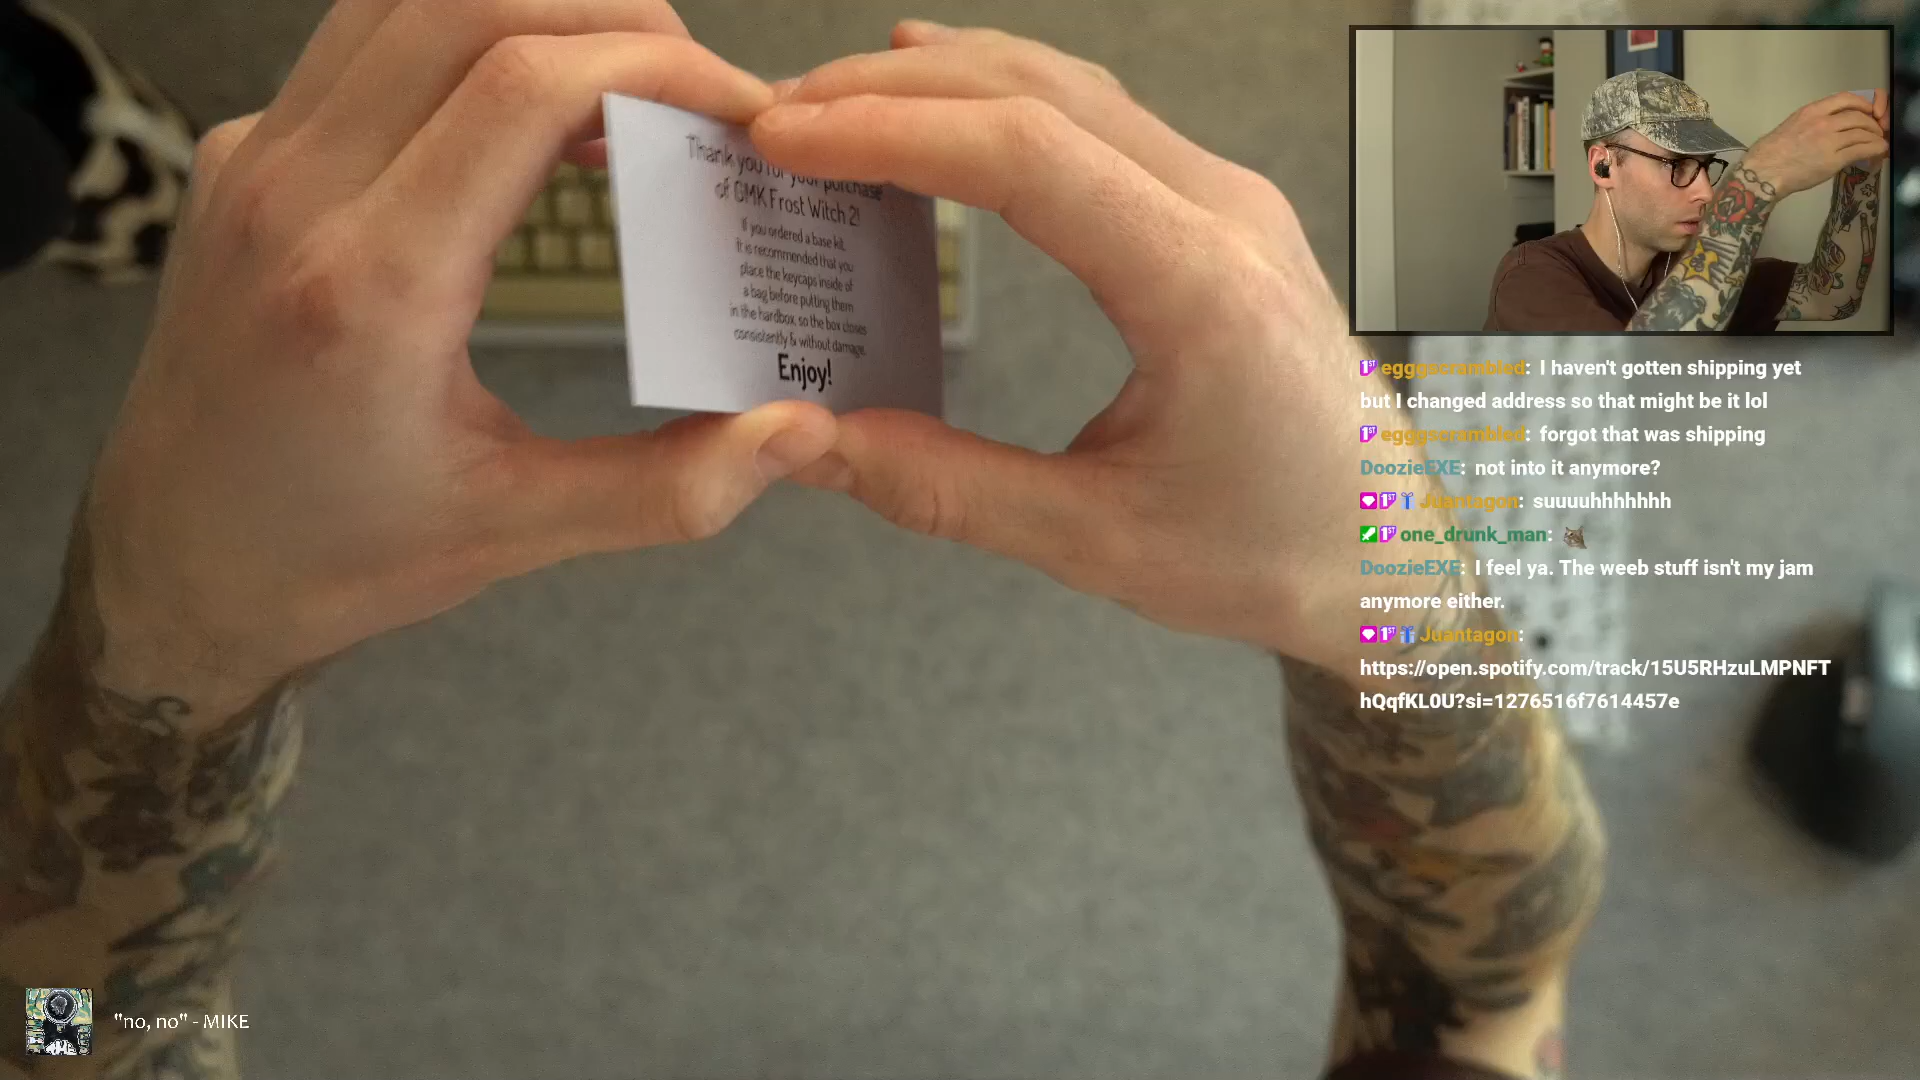 Thank you for your purchase
of GMK Frost Witch 2!
If you ordered a base kit,
it is recommended that you
place the keycaps inside of
a bag before putting them
in the hardbox, so the box closes
consistently & without damage.
Enjoy!
egggscrambled: I haven't gotten shipping yet
but I changed address so that might be it lol
egggscrambled: forgot that was shipping
DoozieEXE: not into it anymore?
Juantagon: suuuuhhhhhhh
one_drunk_man:
DoozieEXE: I feel ya. The weeb stuff isn't my jam
anymore either.
Juantagon:
https://open.spotify.com/track/15U5RHzuLMPNFT
hQqfKL0U?si=1276516f7614457e
"no, no" - MIKE